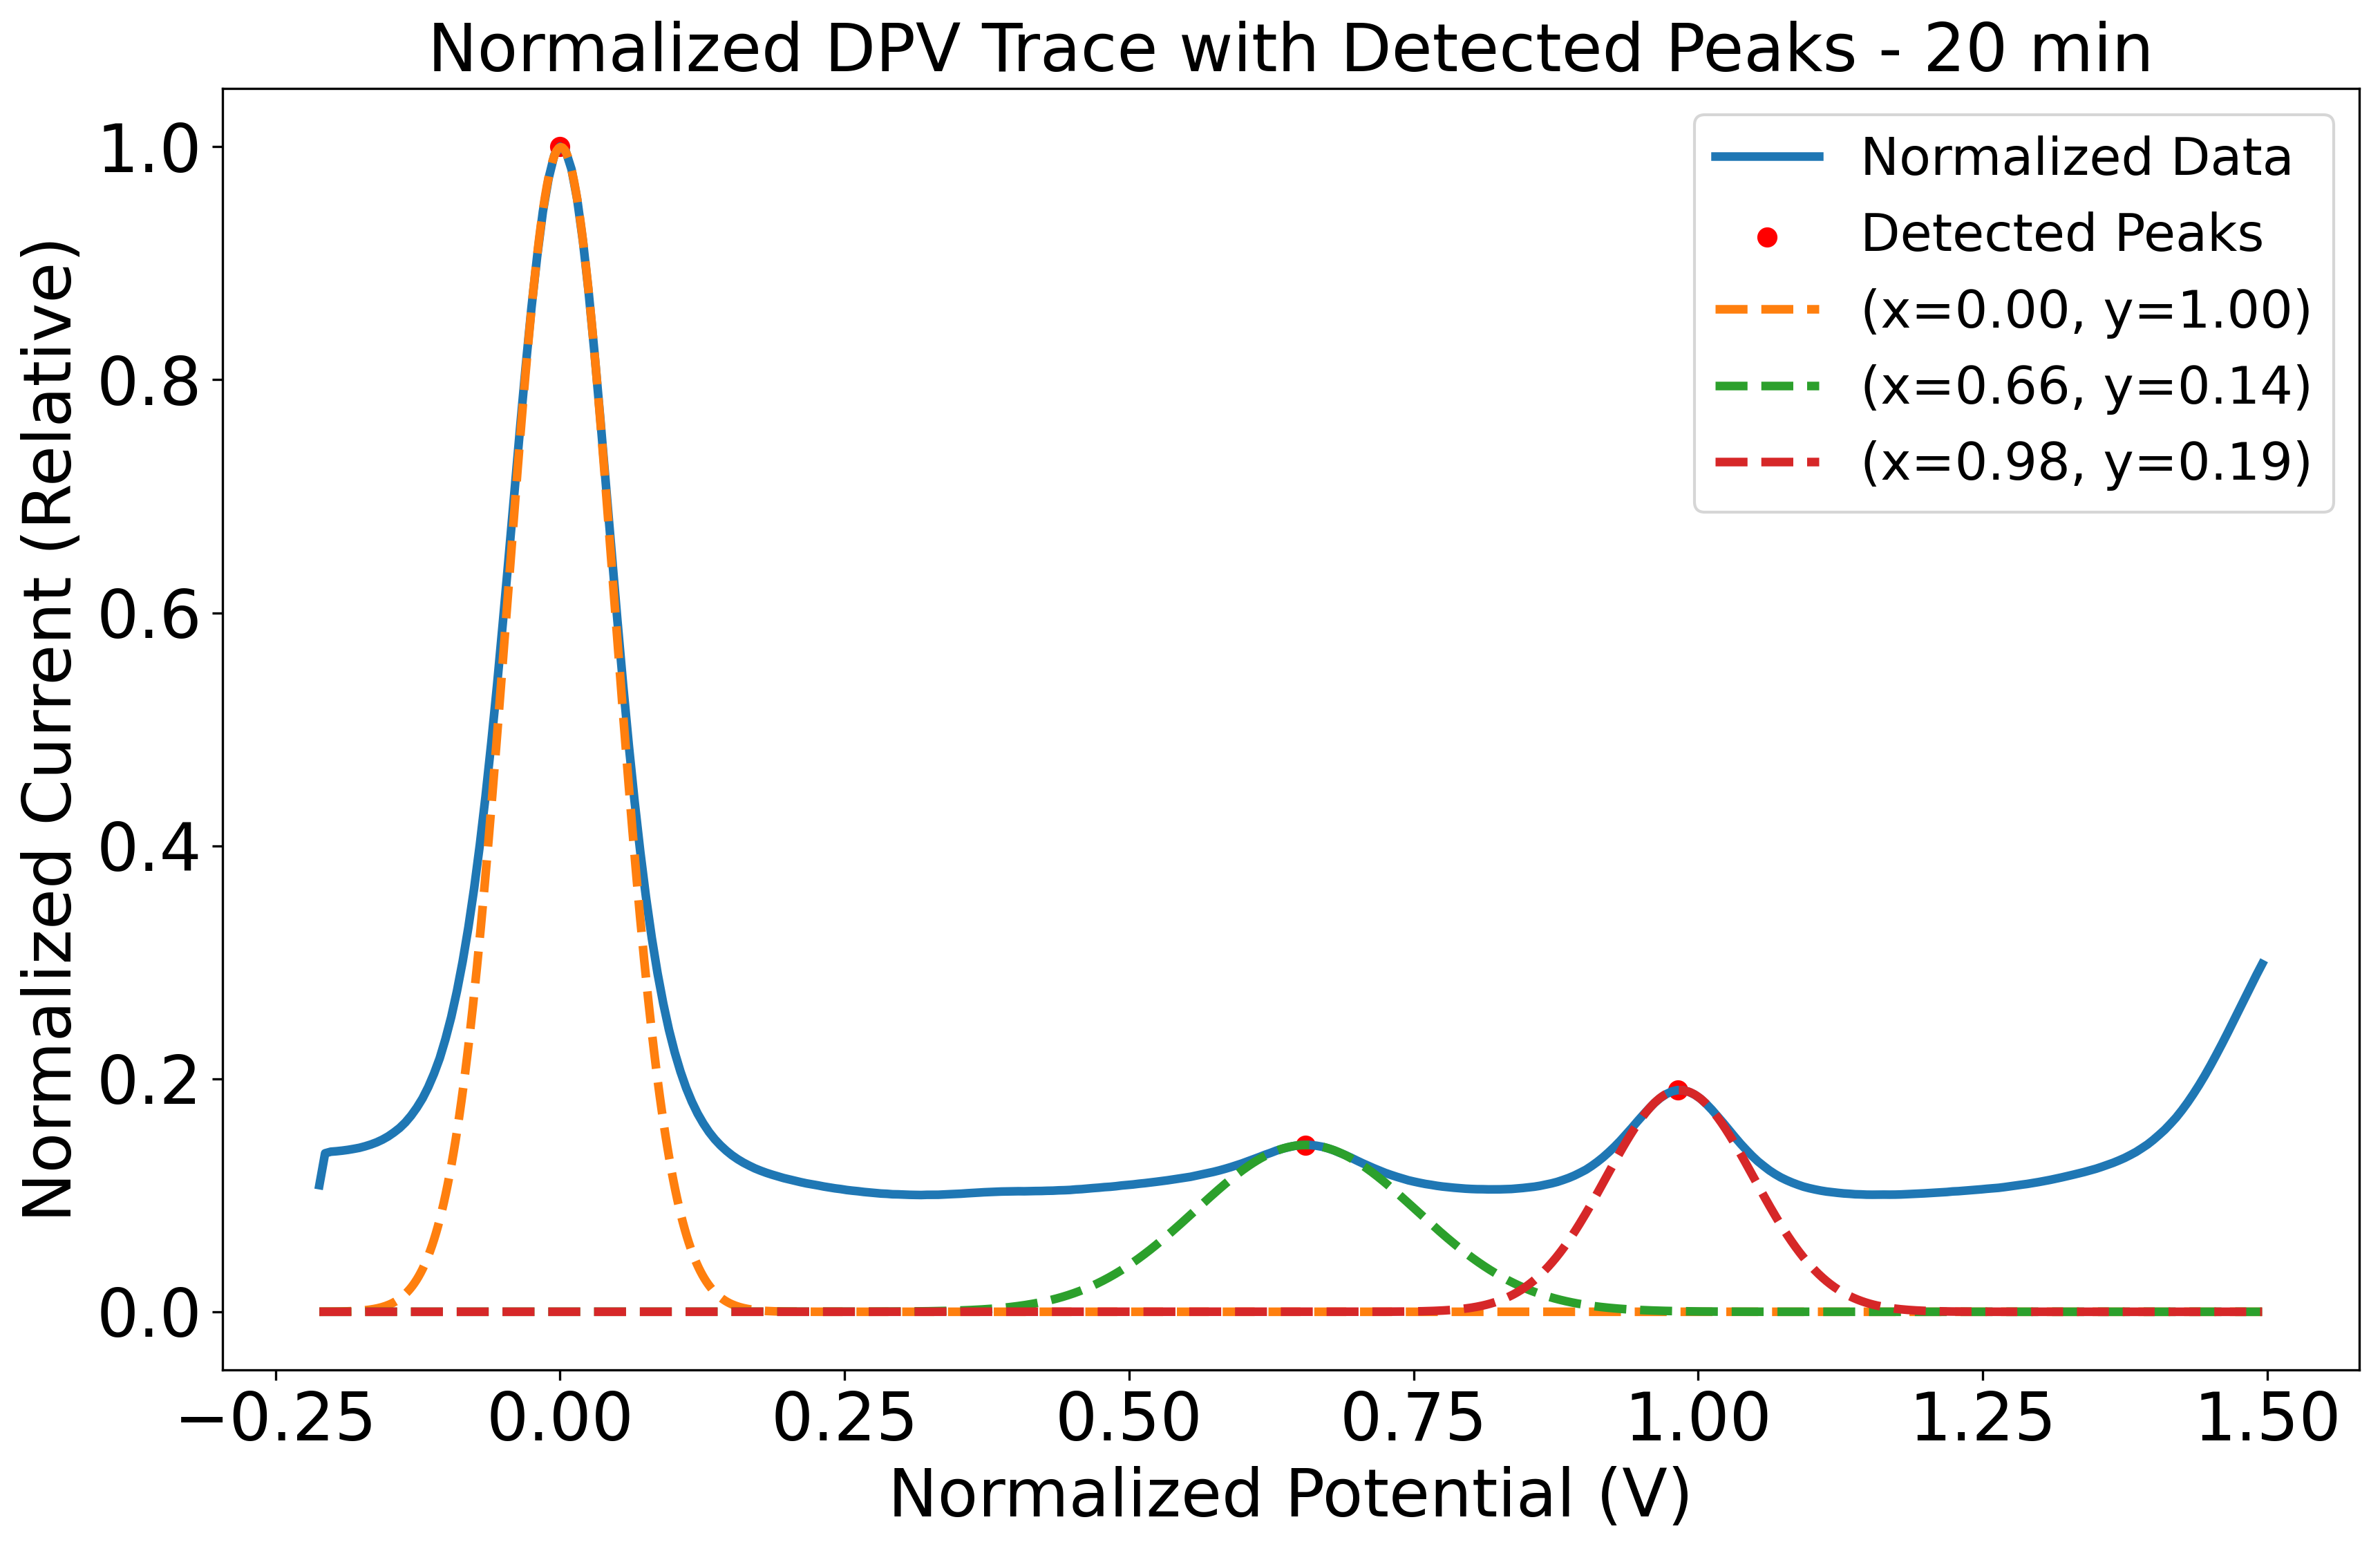 Normalized DPV Trace with Detected Peaks - 20 min
Normalized Current (Relative)
1.0
0.8
0.6
0.4
0.2
0.0
Normalized Data
Detected Peaks
(x=0.00, y=1.00)
(x=0.66, y=0.14)
(x=0.98, y=0.19)
−0.25 0.00 0.25 0.50 0.75 1.00 1.25 1.50
Normalized Potential (V)